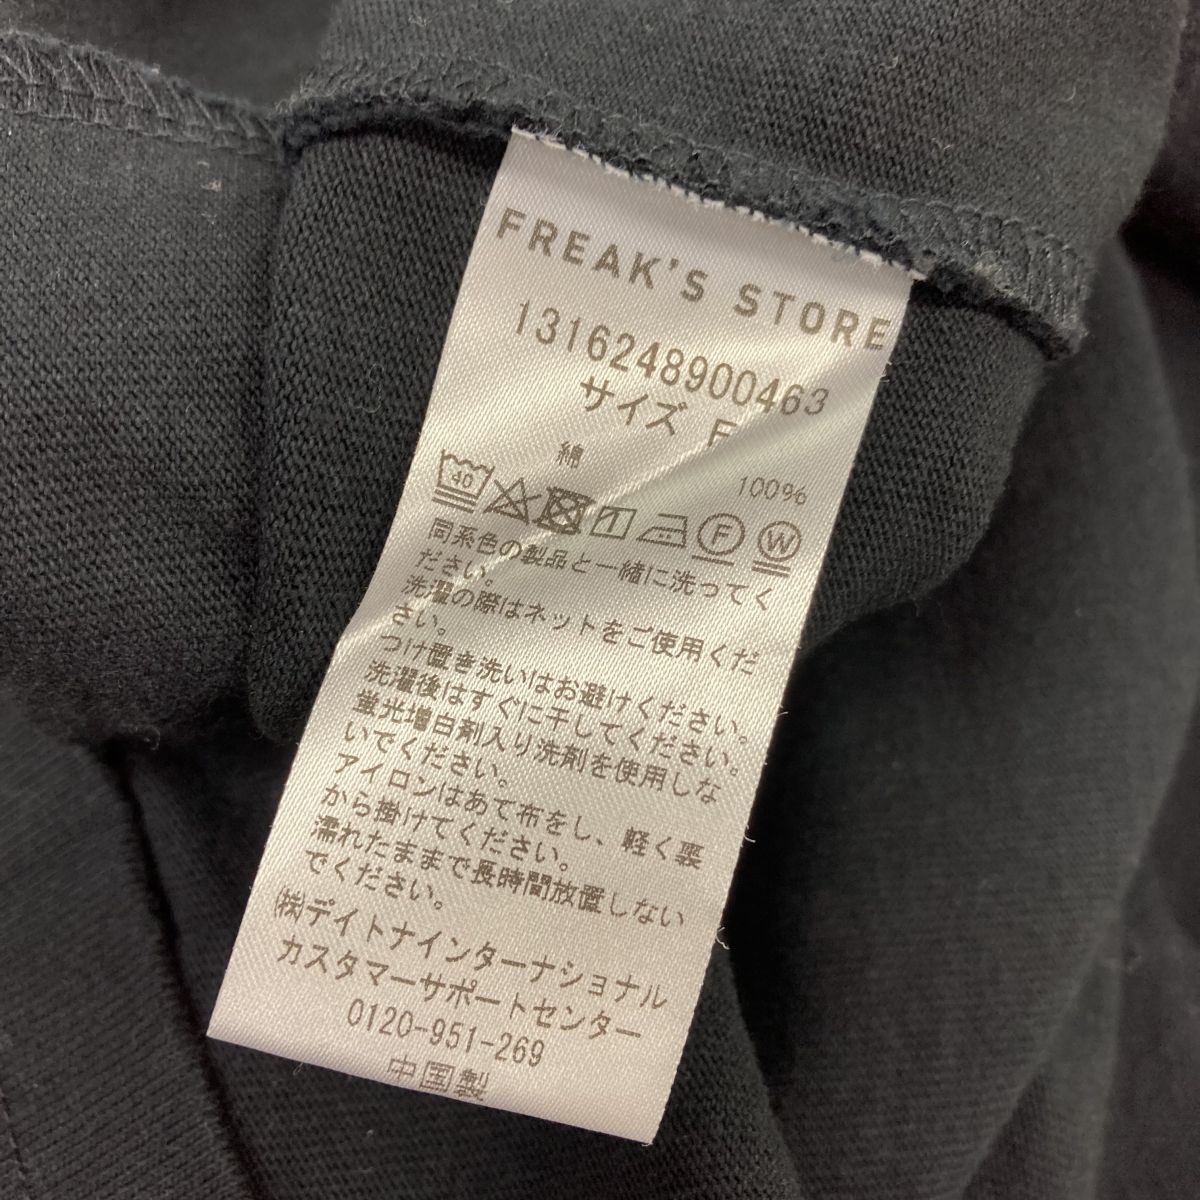 FREAK'S STORE
1316248900463
サイズ F
綿 100%
40 1 F W
同系色の製品と一緒に洗ってく
ださい。
洗濯の際はネットをご使用くだ
さい。
つけ置き洗いはお避けください。
洗濯後はすぐに干してください。
蛍光増白剤入り洗剤を使用しな
いでください。
アイロンはあて布をし、軽く裏
から掛けてください。
濡れたままで長時間放置しない
でください。
㈱デイトナインターナショナル
カスタマーサポートセンター
0120-951-269
中国製